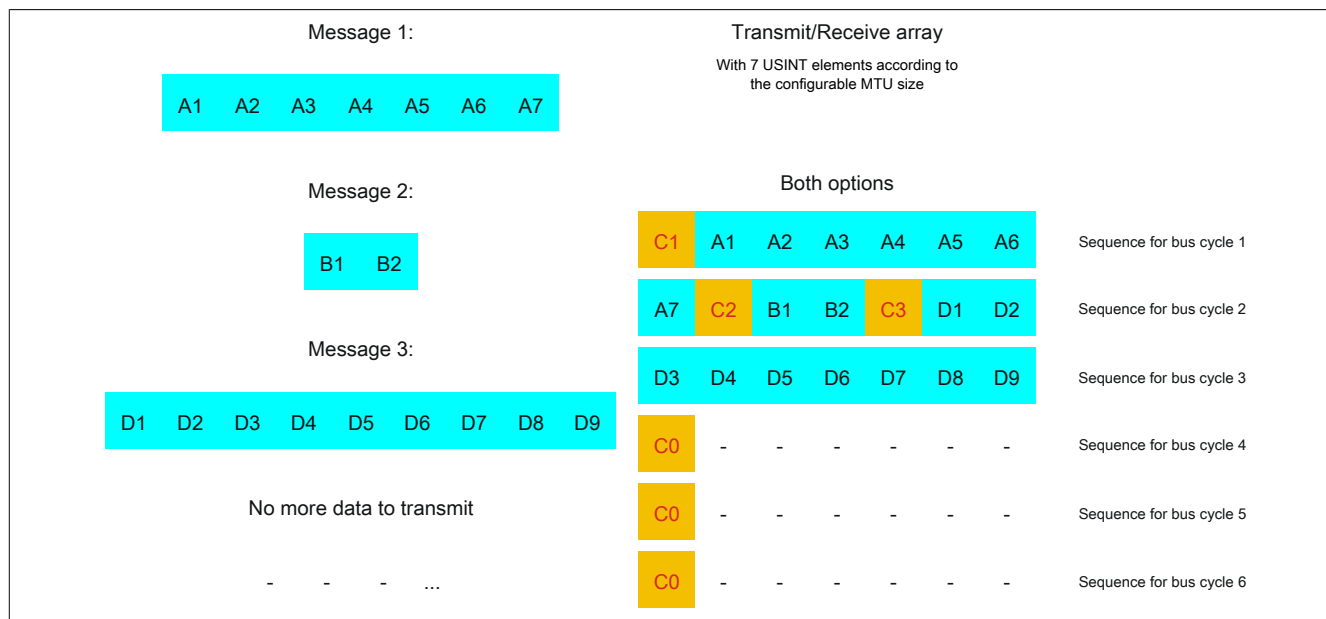 Message 1:
A1 A2 A3 A4 A5 A6 A7
Message 2:
B1 B2
Message 3:
D1 D2 D3 D4 D5 D6 D7 D8 D9
No more data to transmit
- - - ...
Transmit/Receive array
With 7 USINT elements according to
the configurable MTU size
Both options
C1 A1 A2 A3 A4 A5 A6 Sequence for bus cycle 1
A7 C2 B1 B2 C3 D1 D2 Sequence for bus cycle 2
D3 D4 D5 D6 D7 D8 D9 Sequence for bus cycle 3
C0 - - - - - - Sequence for bus cycle 4
C0 - - - - - - Sequence for bus cycle 5
C0 - - - - - - Sequence for bus cycle 6